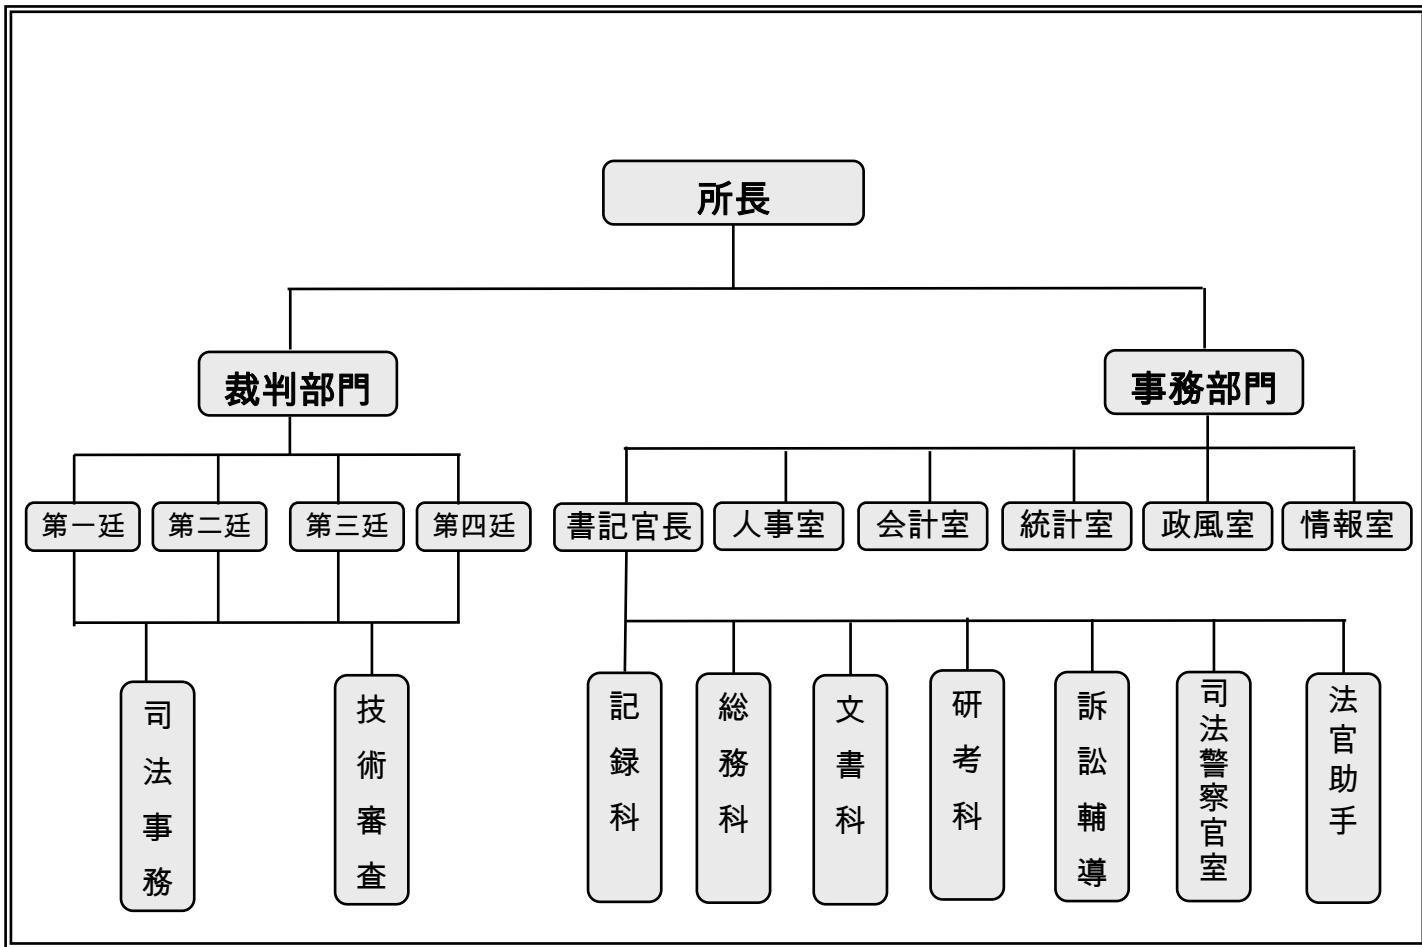 所長
裁判部門
事務部門
第一廷
第二廷
第三廷
第四廷
書記官長
人事室
会計室
統計室
政風室
情報室
司法事務
技術審査
記録科
総務科
文書科
研考科
訴訟輔導
司法警察官室
法官助手